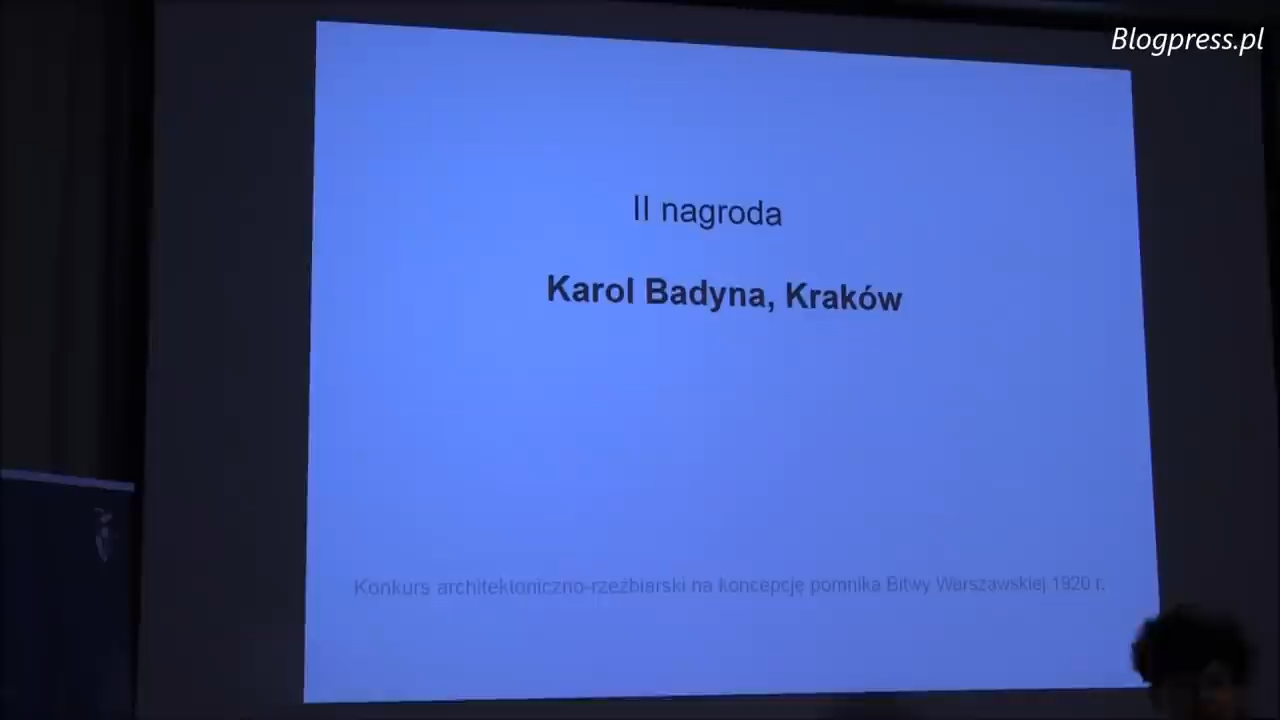 Blogpress.pl
II nagroda
Karol Badyna, Kraków
Konkurs architektoniczno-rzeźbiarski na koncepcję pomnika Bitwy Warszawskiej 1920 r.